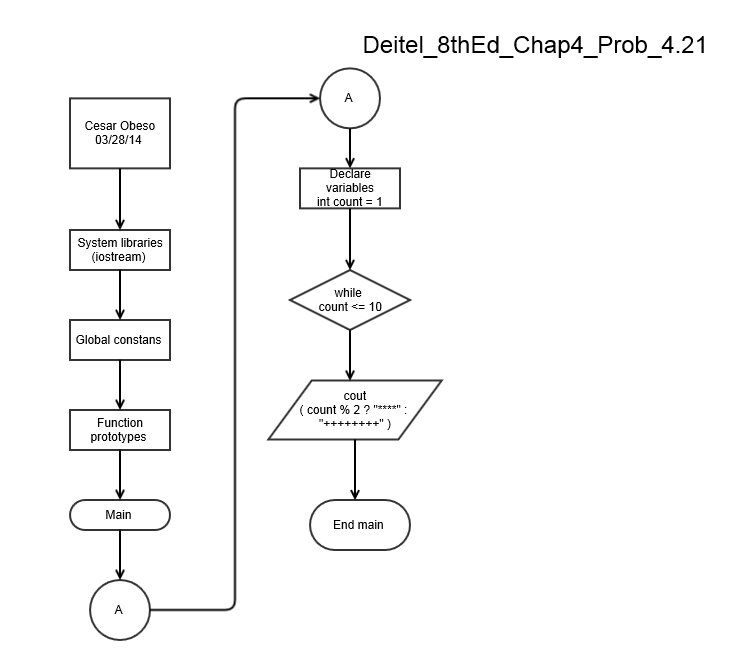 Deitel_8thEd_Chap4_Prob_4.21
Cesar Obeso
03/28/14
System libraries
(iostream)
Global constans
Function
prototypes
Main
A
A
Declare
variables
int count = 1
while
count <= 10
cout
( count % 2 ? "****" :
"++++++++" )
End main